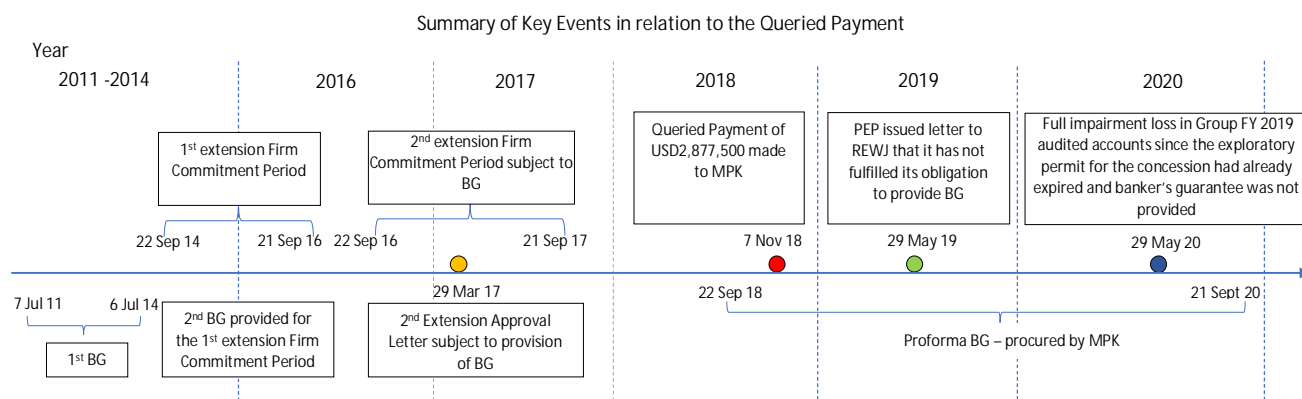 Summary of Key Events in relation to the Queried Payment
Year
2011 -2014
2016
2017
2018
2019
2020
1st extension Firm
Commitment Period
2nd extension Firm
Commitment Period subject to
BG
Queried Payment of
USD2,877,500 made
to MPK
PEP issued letter to
REWJ that it has not
fulfilled its obligation
to provide BG
Full impairment loss in Group FY 2019
audited accounts since the exploratory
permit for the concession had already
expired and banker's guarantee was not
provided
22 Sep 14
21 Sep 16
22 Sep 16
21 Sep 17
7 Nov 18
29 May 19
29 May 20
7 Jul 11
6 Jul 14
29 Mar 17
22 Sep 18
21 Sept 20
1st BG
2nd BG provided for
the 1st extension Firm
Commitment Period
2nd Extension Approval
Letter subject to provision
of BG
Proforma BG – procured by MPK